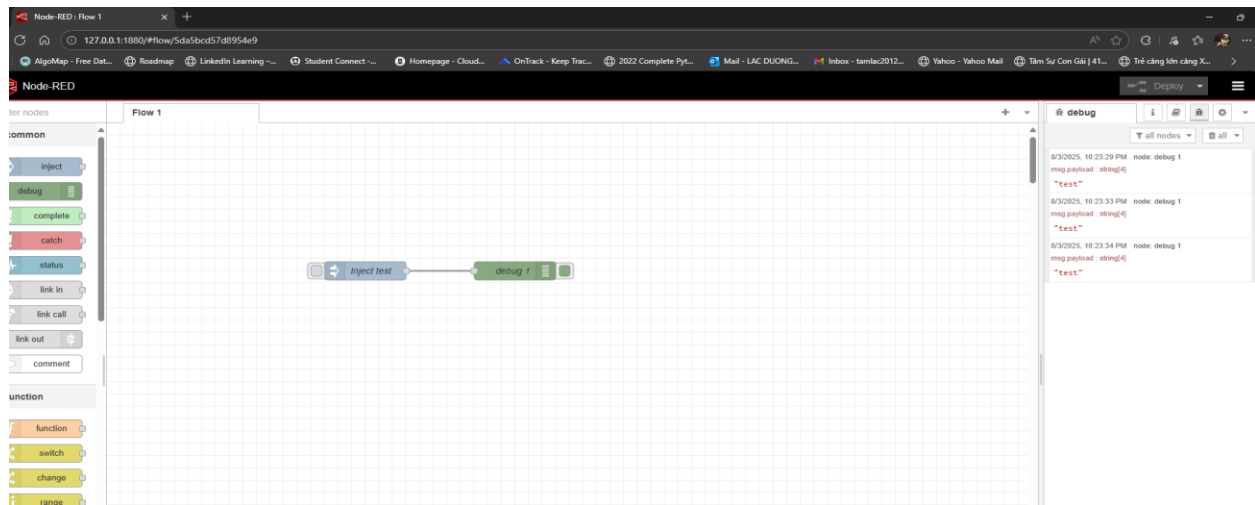 Node-RED : Flow 1
127.0.0.1:1880/#flow/5da5bcd57d8954e9
AlgoMap - Free Dat...
Roadmap
LinkedIn Learning -...
Student Connect -...
Homepage - Cloud...
OnTrack - Keep Trac...
2022 Complete Pyt...
Mail - LAC DUONG...
Inbox - tamlac2012...
Yahoo - Yahoo Mail
Tâm Sự Con Gái | 41...
Trẻ càng lớn càng X...
Node-RED
Deploy
ter nodes
Flow 1
debug
common
all nodes
all
inject
debug
complete
catch
status
link in
link call
link out
comment
unction
function
switch
change
range
Inject test
debug 1
8/3/2025, 10:23:29 PM node: debug 1
msg.payload : string[4]
"test"
8/3/2025, 10:23:33 PM node: debug 1
msg.payload : string[4]
"test"
8/3/2025, 10:23:34 PM node: debug 1
msg.payload : string[4]
"test"